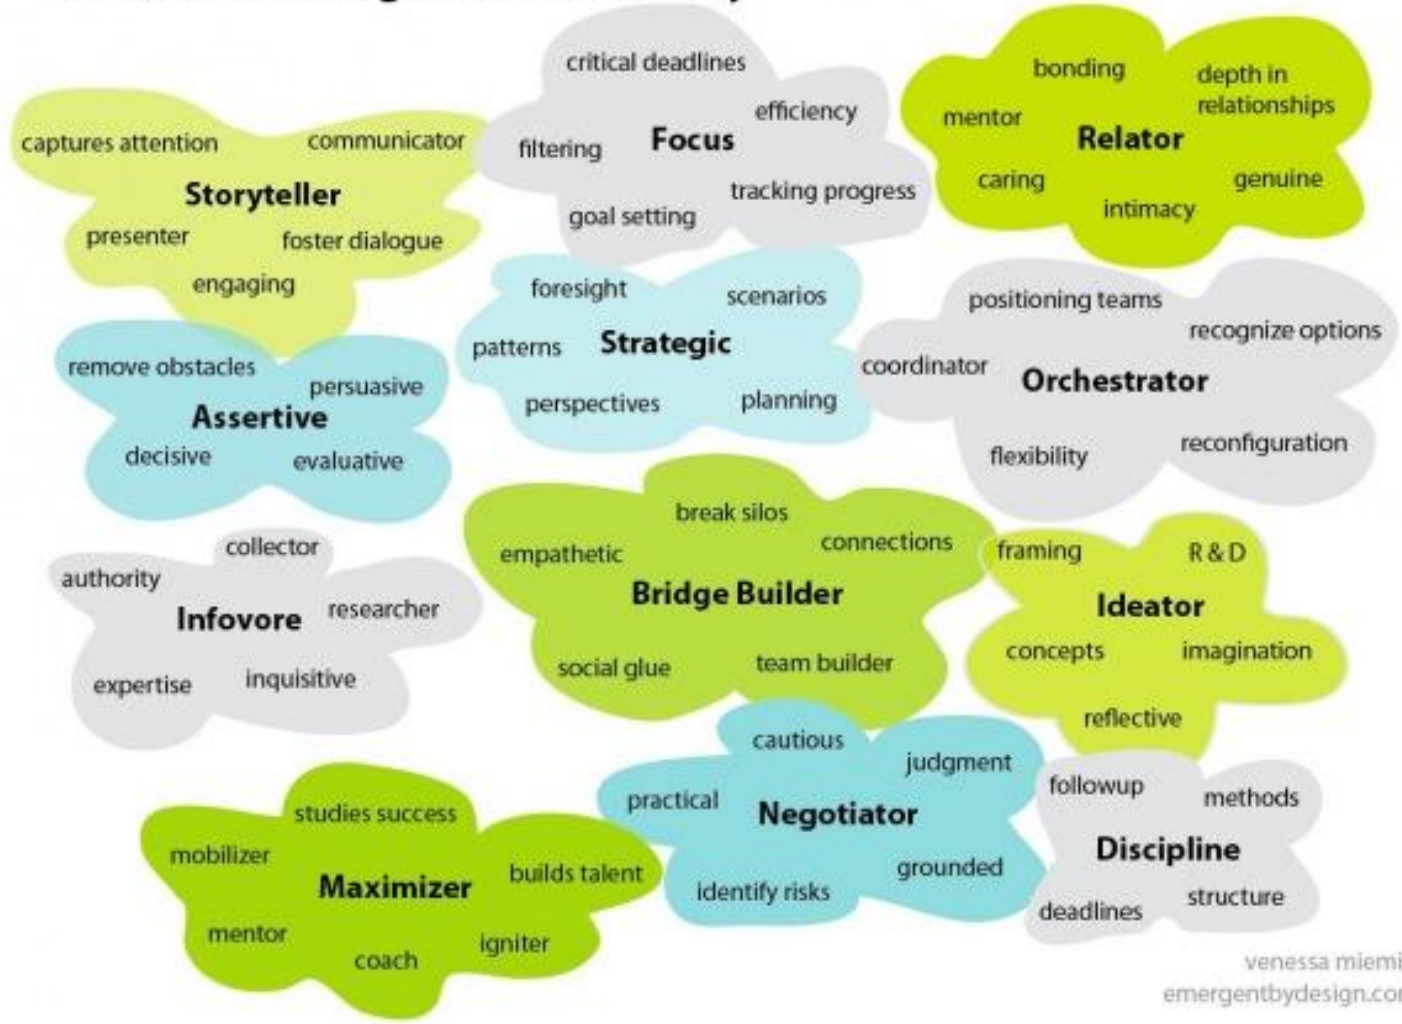 critical deadlines
efficiency
filtering
Focus
tracking progress
goal setting
bonding
depth in
relationships
mentor
Relator
caring
genuine
intimacy
captures attention
communicator
Storyteller
presenter
foster dialogue
engaging
foresight
scenarios
patterns
Strategic
perspectives
planning
positioning teams
recognize options
coordinator
Orchestrator
flexibility
reconfiguration
remove obstacles
persuasive
Assertive
decisive
evaluative
break silos
empathetic
connections
Bridge Builder
social glue
team builder
collector
authority
Infovore
researcher
expertise
inquisitive
framing
R & D
Ideator
concepts
imagination
reflective
cautious
judgment
practical
Negotiator
grounded
identify risks
followup
methods
Discipline
deadlines
structure
studies success
mobilizer
Maximizer
builds talent
mentor
coach
igniter
venessa miemi
emergentbydesign.com